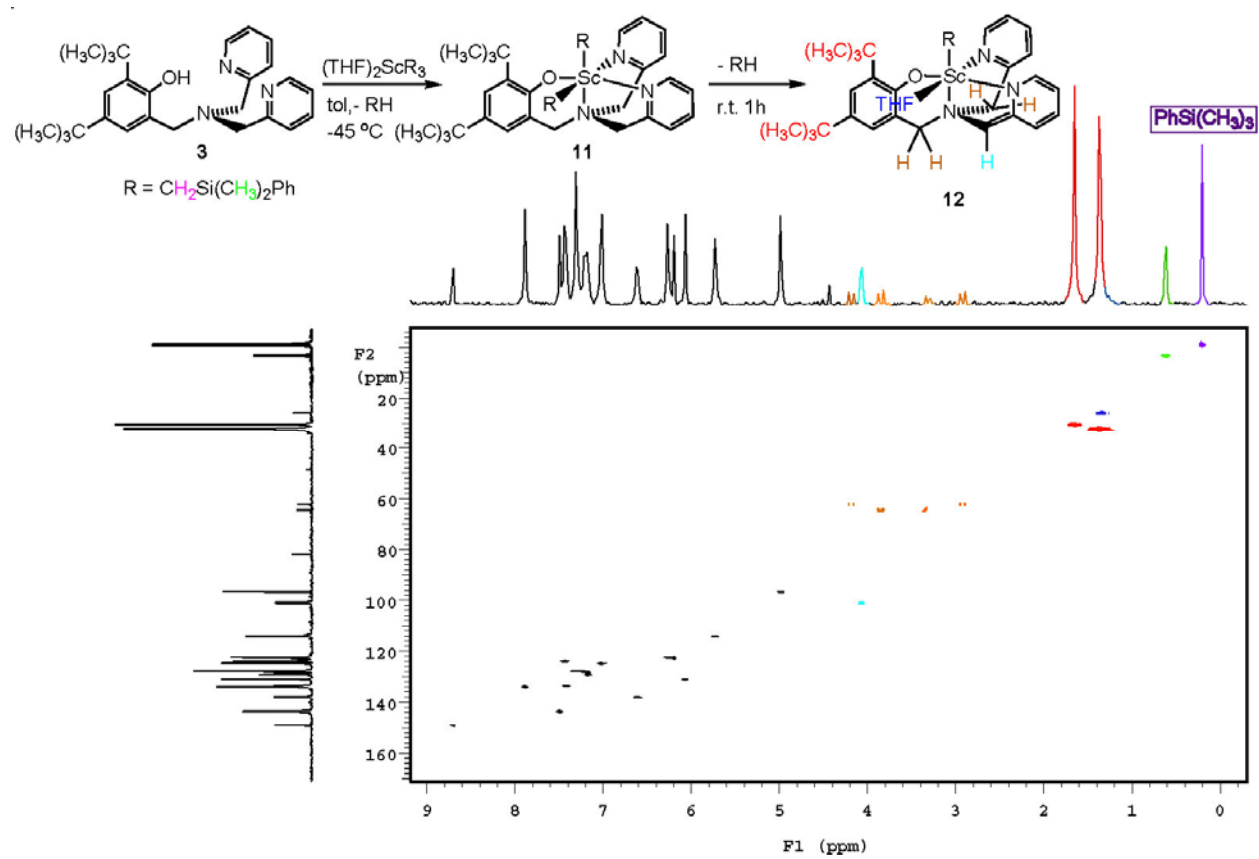 (H₃C)₃C
OH
N
N
N
(H₃C)₃C
3
R = CH₂Si(CH₃)₂Ph
(THF)₂ScR₃
tol,- RH
-45 ºC
(H₃C)₃C
R
N
O
Sc
N
R
N
(H₃C)₃C
11
- RH
r.t. 1h
(H₃C)₃C
R
N
O
Sc
H
N
THF
N
H
(H₃C)₃C
H
H
H
12
PhSi(CH₃)₃
F2
(ppm)
20
40
60
80
100
120
140
160
9 8 7 6 5 4 3 2 1 0
F1 (ppm)